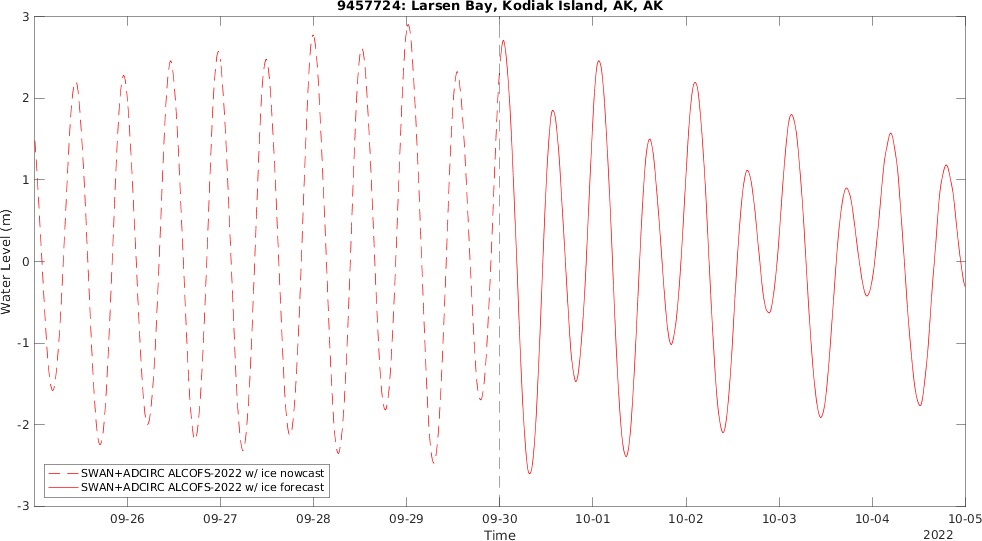 9457724: Larsen Bay, Kodiak Island, AK, AK
3
2
1
0
-1
-2
-3
Water Level (m)
SWAN+ADCIRC ALCOFS-2022 w/ ice nowcast
SWAN+ADCIRC ALCOFS-2022 w/ ice forecast
09-26 09-27 09-28 09-29 09-30 10-01 10-02 10-03 10-04 10-05
Time
2022